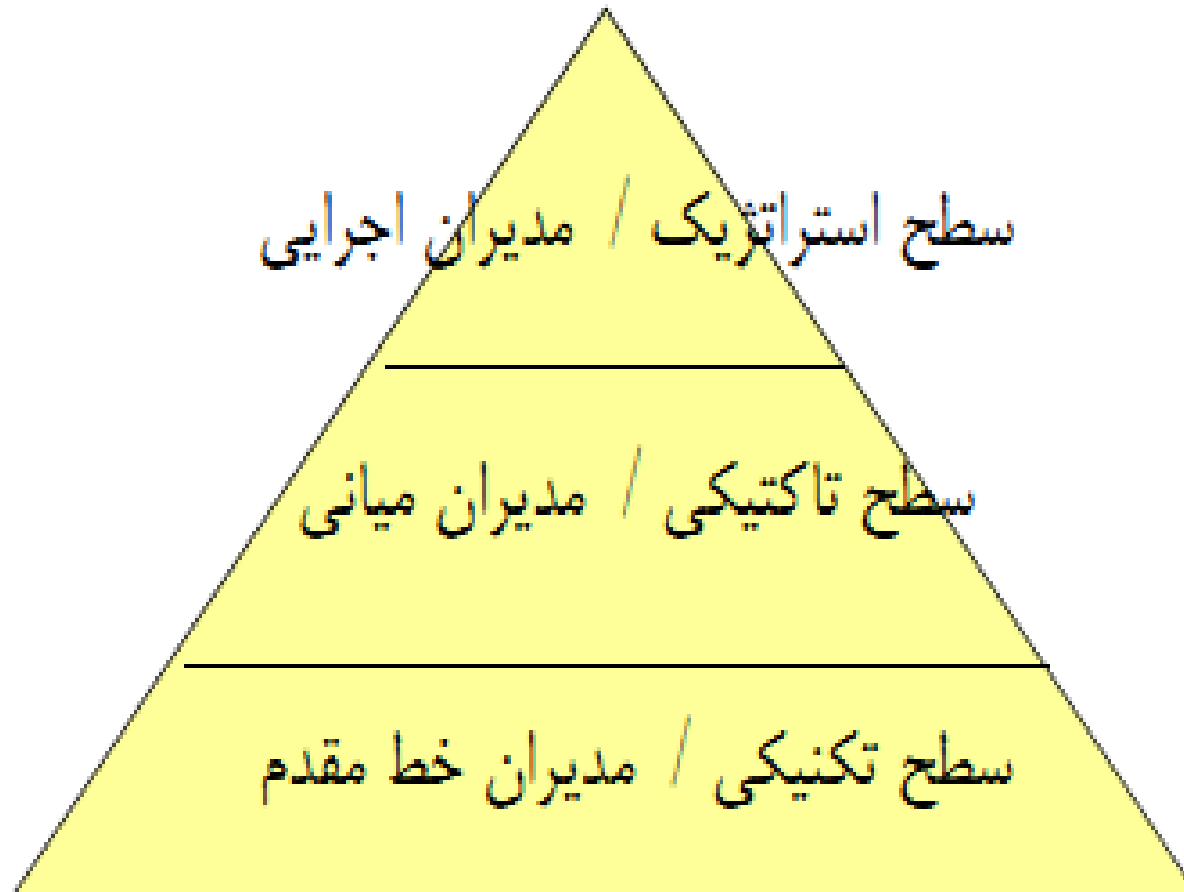 سطح استراتژیک / مدیران اجرایی
سطح تاکتیکی / مدیران میانی
سطح تکنیکی / مدیران خط مقدم